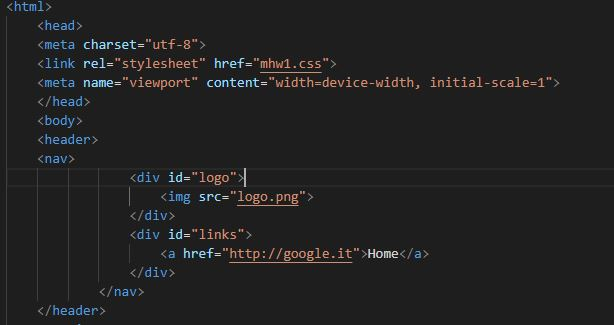 <html>
<head>
<meta charset="utf-8">
<link rel="stylesheet" href="mhw1.css">
<meta name="viewport" content="width=device-width, initial-scale=1">
</head>
<body>
<header>
<nav>
<div id="logo">
<img src="logo.png">
</div>
<div id="links">
<a href="http://google.it">Home</a>
</div>
</nav>
</header>